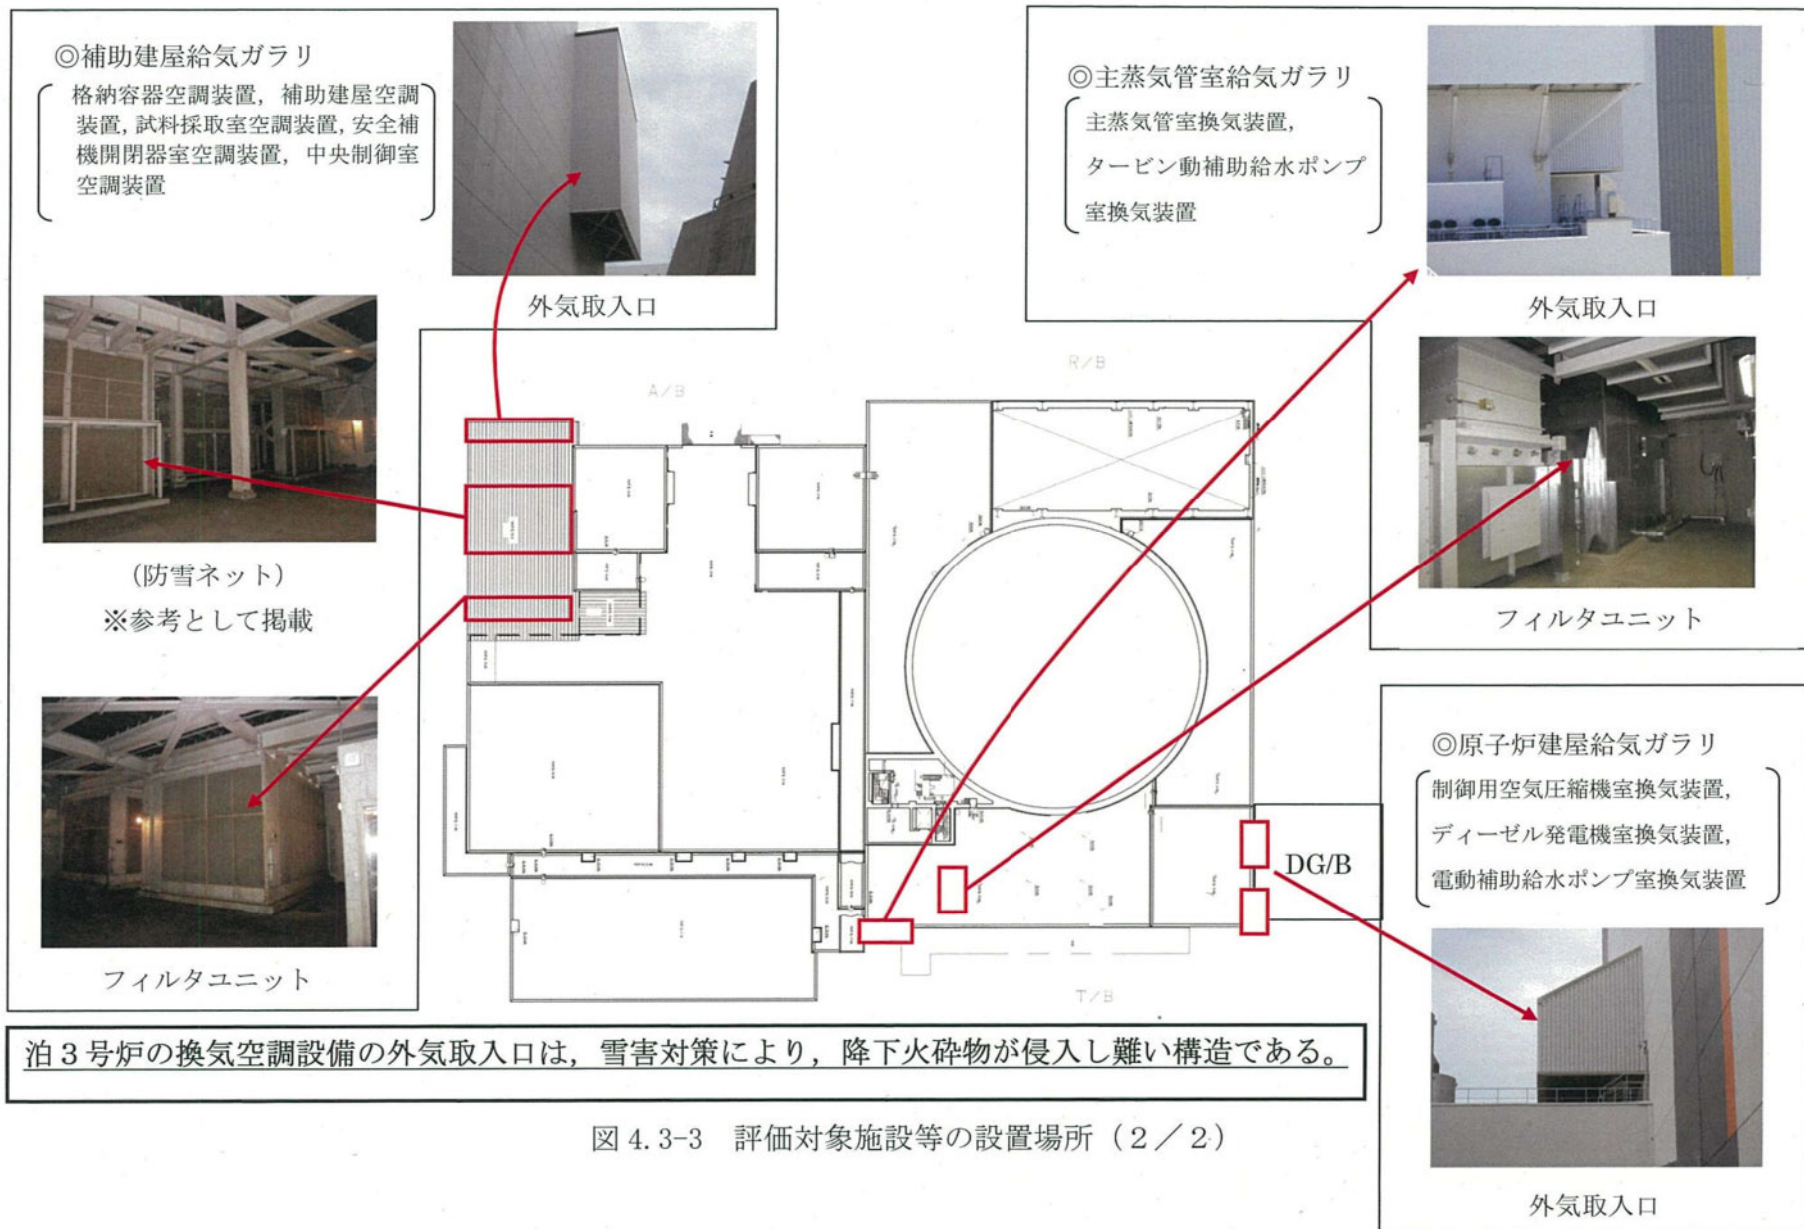 ◎補助建屋給気ガラリ
格納容器空調装置，補助建屋空調
装置，試料採取室空調装置，安全補
機開閉器室空調装置，中央制御室
空調装置
外気取入口
(防雪ネット)
※参考として掲載
フィルタユニット
◎主蒸気管室給気ガラリ
主蒸気管室換気装置，
タービン動補助給水ポンプ
室換気装置
外気取入口
フィルタユニット
A/B
R/B
T/B
DG/B
◎原子炉建屋給気ガラリ
制御用空気圧縮機室換気装置，
ディーゼル発電機室換気装置，
電動補助給水ポンプ室換気装置
外気取入口
泊３号炉の換気空調設備の外気取入口は，雪害対策により，降下火砕物が侵入し難い構造である。
図 4.3-3　評価対象施設等の設置場所（２／２）